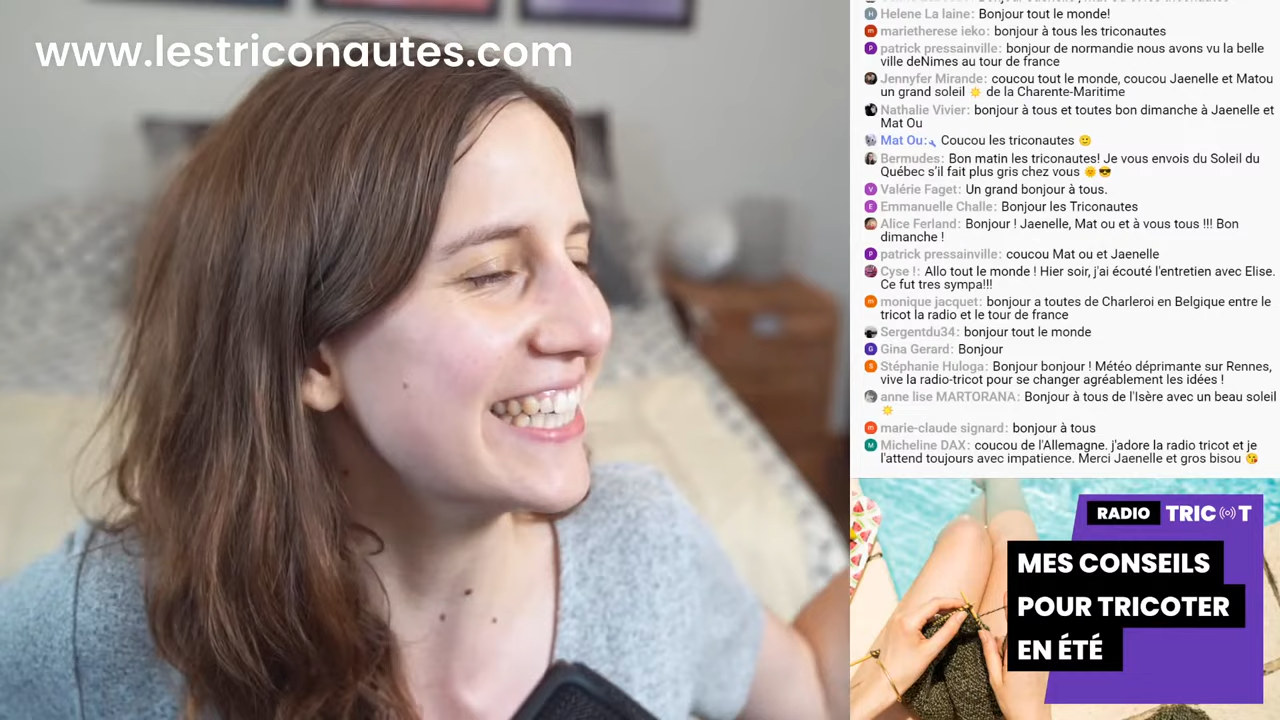 www.lestriconautes.com
Helene La laine: Bonjour tout le monde!
marietherese ieko: bonjour à tous les triconautes
patrick pressainville: bonjour de normandie nous avons vu la belle
ville deNimes au tour de france
Jennyfer Mirande: coucou tout le monde, coucou Jaenelle et Matou
un grand soleil ☀️ de la Charente-Maritime
Nathalie Vivier: bonjour à tous et toutes bon dimanche à Jaenelle et
Mat Ou
Mat Ou: Coucou les triconautes 🙂
Bermudes: Bon matin les triconautes! Je vous envois du Soleil du
Québec s'il fait plus gris chez vous 🌞 😎
Valérie Faget: Un grand bonjour à tous.
Emmanuelle Challe: Bonjour les Triconautes
Alice Ferland: Bonjour ! Jaenelle, Mat ou et à vous tous !!! Bon
dimanche !
patrick pressainville: coucou Mat ou et Jaenelle
Cyse !: Allo tout le monde ! Hier soir, j'ai écouté l'entretien avec Elise.
Ce fut tres sympa!!!
monique jacquet: bonjour a toutes de Charleroi en Belgique entre le
tricot la radio et le tour de france
Sergentdu34: bonjour tout le monde
Gina Gerard: Bonjour
Stéphanie Huloga: Bonjour bonjour ! Météo déprimante sur Rennes,
vive la radio-tricot pour se changer agréablement les idées !
anne lise MARTORANA: Bonjour à tous de l'Isère avec un beau soleil
☀️
marie-claude signard: bonjour à tous
Micheline DAX: coucou de l'Allemagne. j'adore la radio tricot et je
l'attend toujours avec impatience. Merci Jaenelle et gros bisou 😘
RADIO TRICOT
MES CONSEILS
POUR TRICOTER
EN ÉTÉ